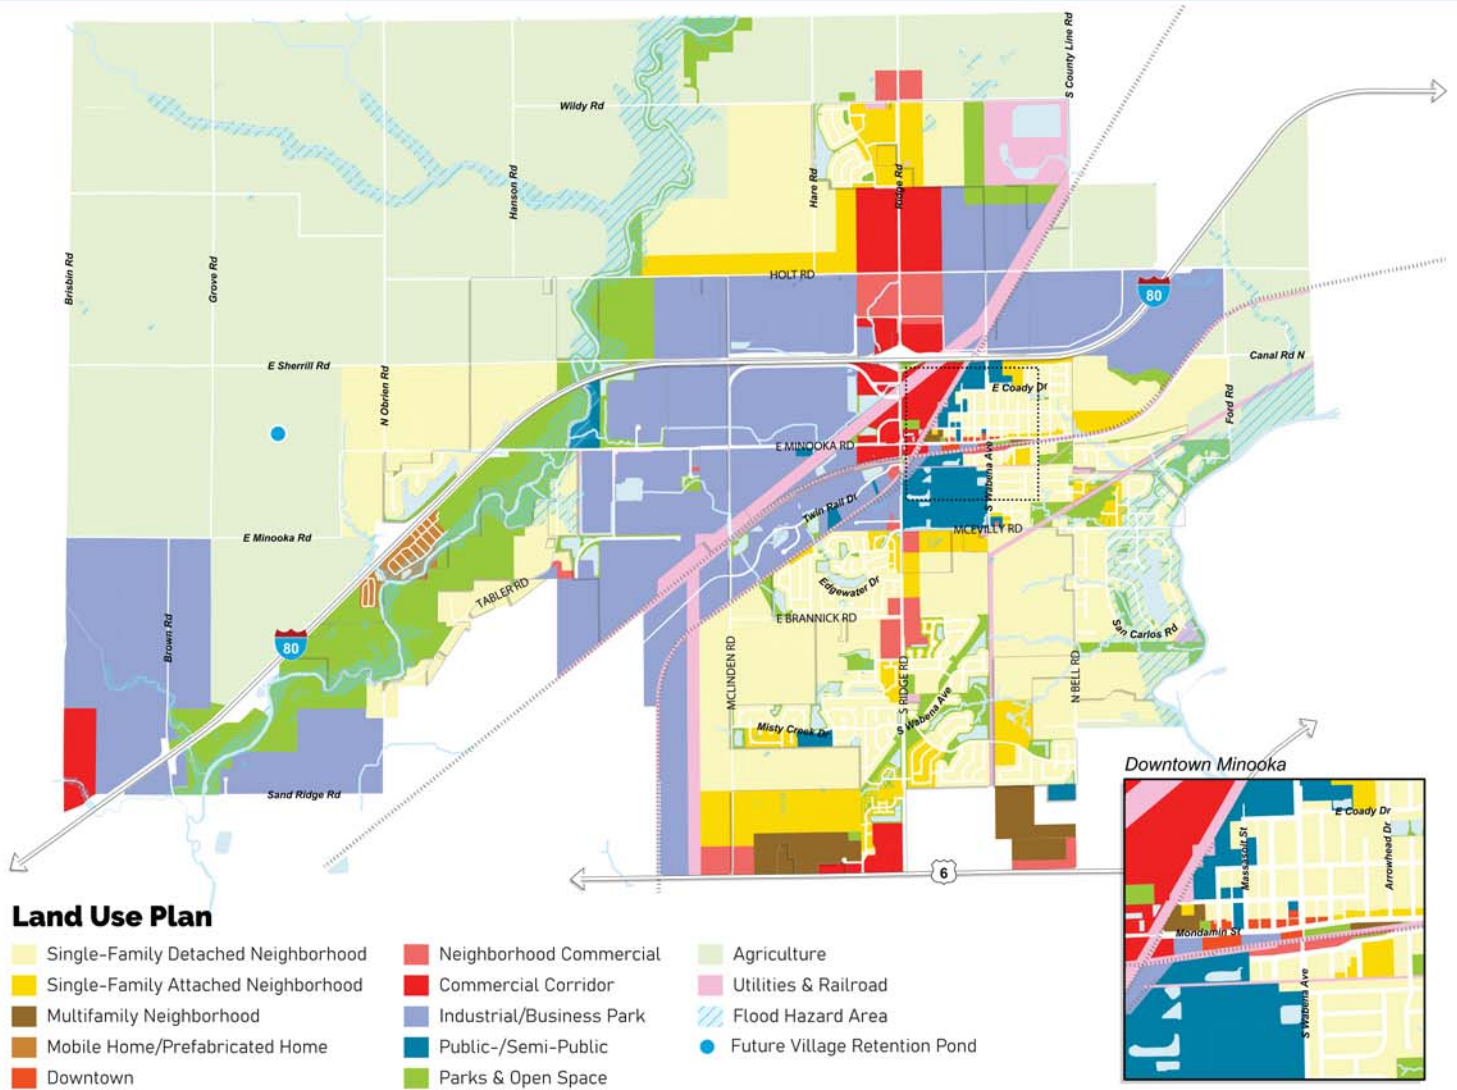 S County Line Rd
Wildy Rd
Hanson Rd
Hare Rd
Ridge Rd
Brisbin Rd
Grove Rd
HOLT RD
80
E Sherrill Rd
N Obrien Rd
Canal Rd N
E Coady Dr
Ford Rd
E MINOOKA RD
S Wabena Ave
Twin Rail Dr
MCEVILLY RD
E Minooka Rd
Edgewater Dr
TABLER RD
E BRANNICK RD
Brown Rd
80
San Carlos Rd
MCLINDEN RD
S RIDGE RD
N BELL RD
S Wabena Ave
Misty Creek Dr
Sand Ridge Rd
6
Downtown Minooka
E Coady Dr
Massasoit St
Arrowhead Dr
Mondamin St
S Wabena Ave
Land Use Plan
Single-Family Detached Neighborhood
Single-Family Attached Neighborhood
Multifamily Neighborhood
Mobile Home/Prefabricated Home
Downtown
Neighborhood Commercial
Commercial Corridor
Industrial/Business Park
Public-/Semi-Public
Parks & Open Space
Agriculture
Utilities & Railroad
Flood Hazard Area
Future Village Retention Pond